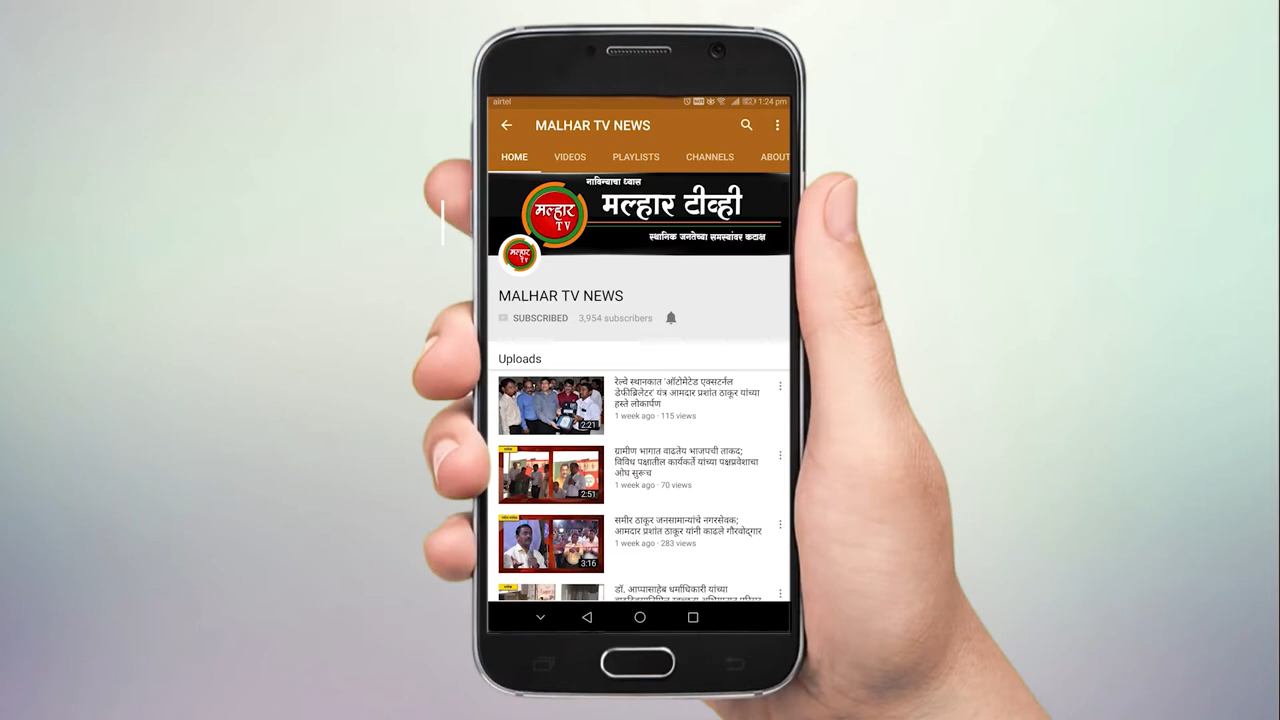 airtel 1:24 pm
MALHAR TV NEWS
HOME VIDEOS PLAYLISTS CHANNELS ABOUT
नाविन्याचा ध्यास
मल्हार टीव्ही
स्थानिक जनतेच्या समस्यांवर कटाक्ष
मल्हार
TV
मल्हार
TV
MALHAR TV NEWS
SUBSCRIBED 3,954 subscribers
Uploads
रेल्वे स्थानकात 'ऑटोमेटेड एक्सटर्नल
डेफीब्रिलेटर' यंत्र आमदार प्रशांत ठाकूर यांच्या
हस्ते लोकार्पण
1 week ago · 115 views
2:21
ग्रामीण भागात वाढतेय भाजपची ताकद;
विविध पक्षातील कार्यकर्ते यांच्या पक्षप्रवेशाचा
ओघ सुरूच
1 week ago · 70 views
2:51
समीर ठाकूर जनसामान्यांचे नगरसेवक;
आमदार प्रशांत ठाकूर यांनी काढले गौरवोद्गार
1 week ago · 283 views
3:16
डॉ. आप्पासाहेब धर्माधिकारी यांच्या